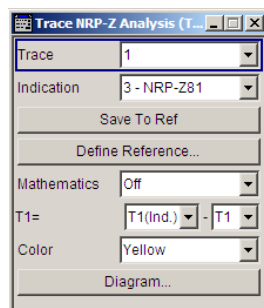 Trace NRP-Z Analysis (T...
Trace 1
Indication 3 - NRP-Z81
Save To Ref
Define Reference...
Mathematics Off
T1= T1(Ind.) - T1
Color Yellow
Diagram...